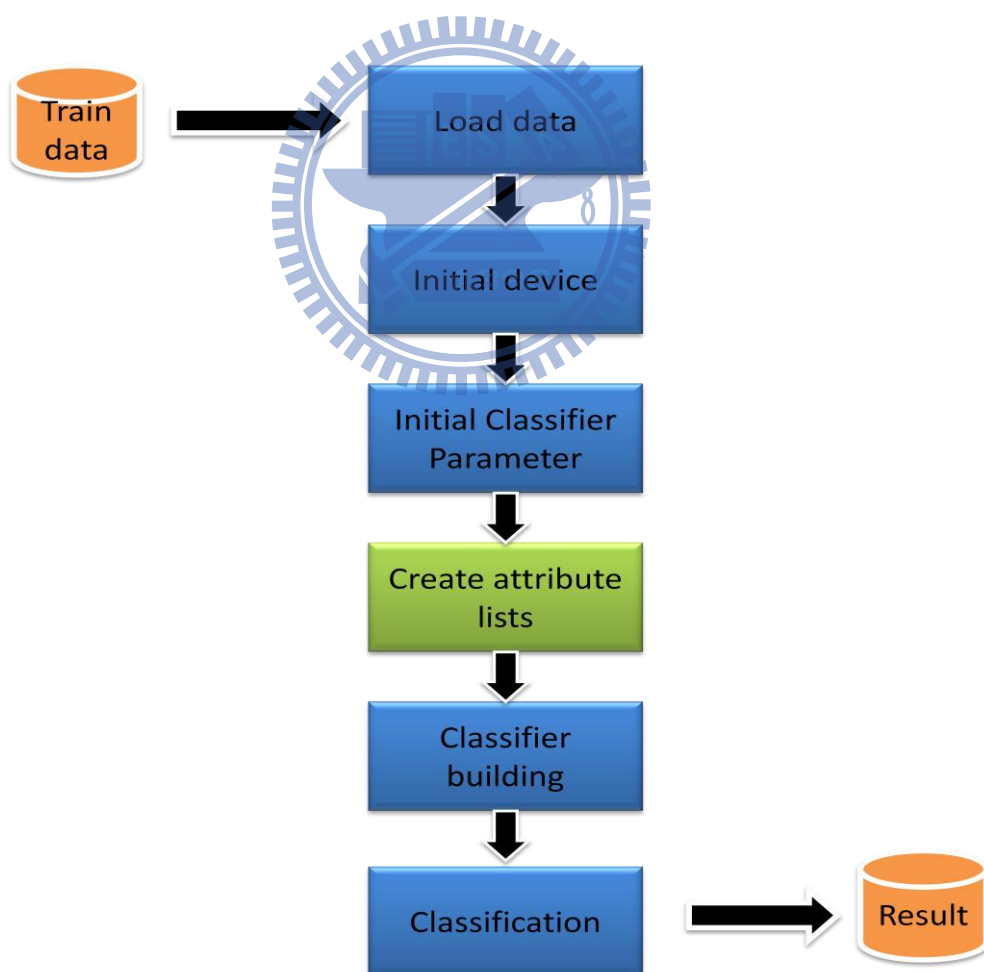 Train
data
Load data
Initial device
Initial Classifier
Parameter
Create attribute
lists
Classifier
building
Classification
Result